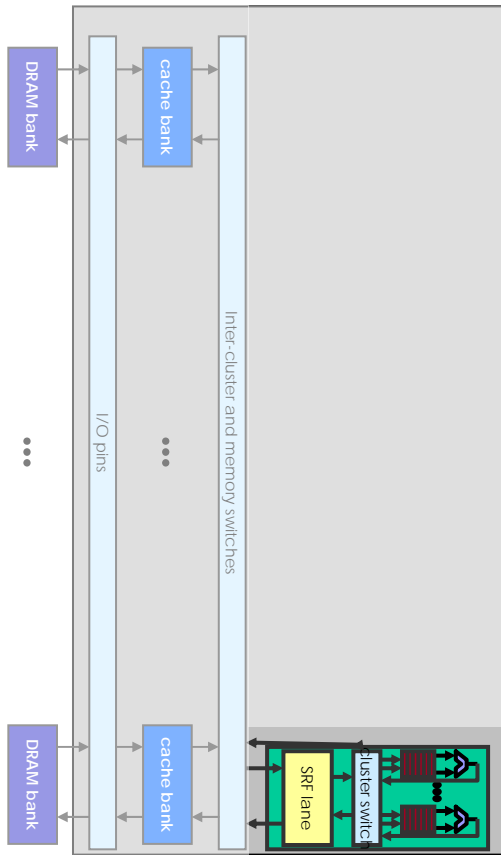 DRAM bank
cache bank
I/O pins
Inter-cluster and memory switches
DRAM bank
cache bank
SRF lane
cluster switch